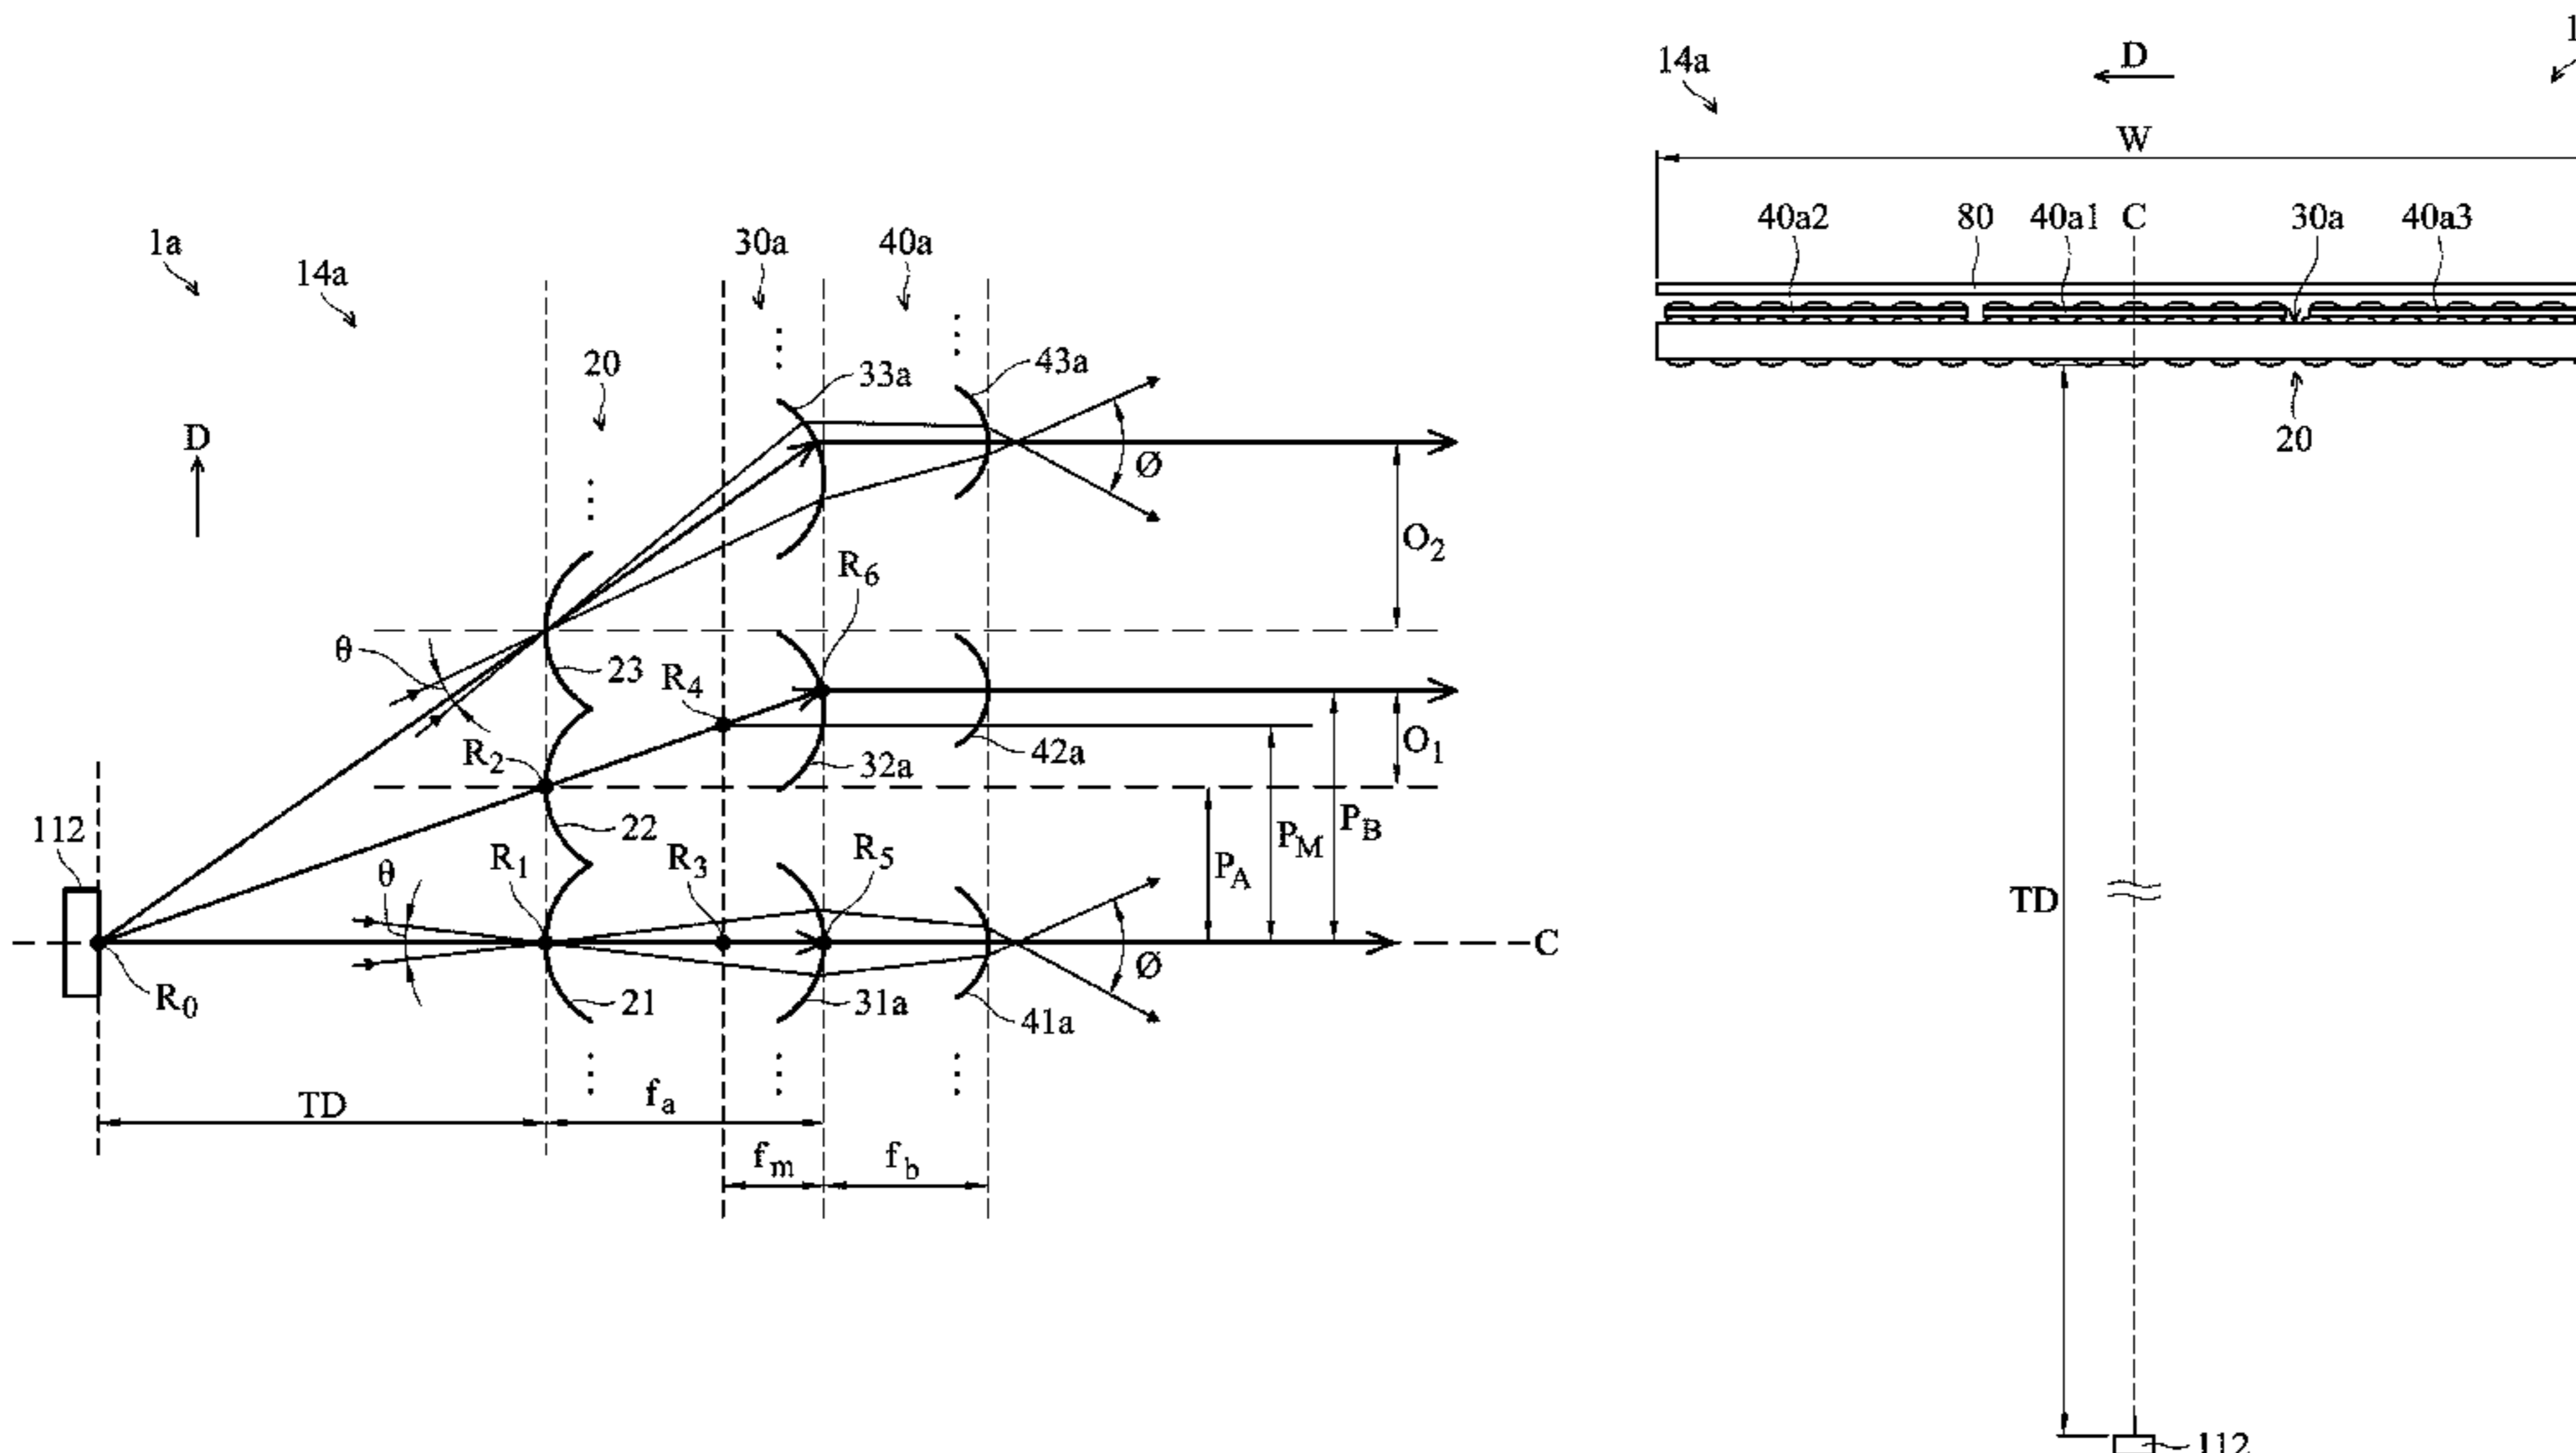 1a
14a
30a
40a
20
33a
43a
D
R6
O2
θ
23
R4
R2
42a
O1
32a
112
22
R1
R3
R5
PA
PM
PB
θ
Ø
Ø
C
R0
21
31a
41a
TD
fa
fm
fb
14a
D
W
40a2
80
40a1
C
30a
40a3
20
TD
112